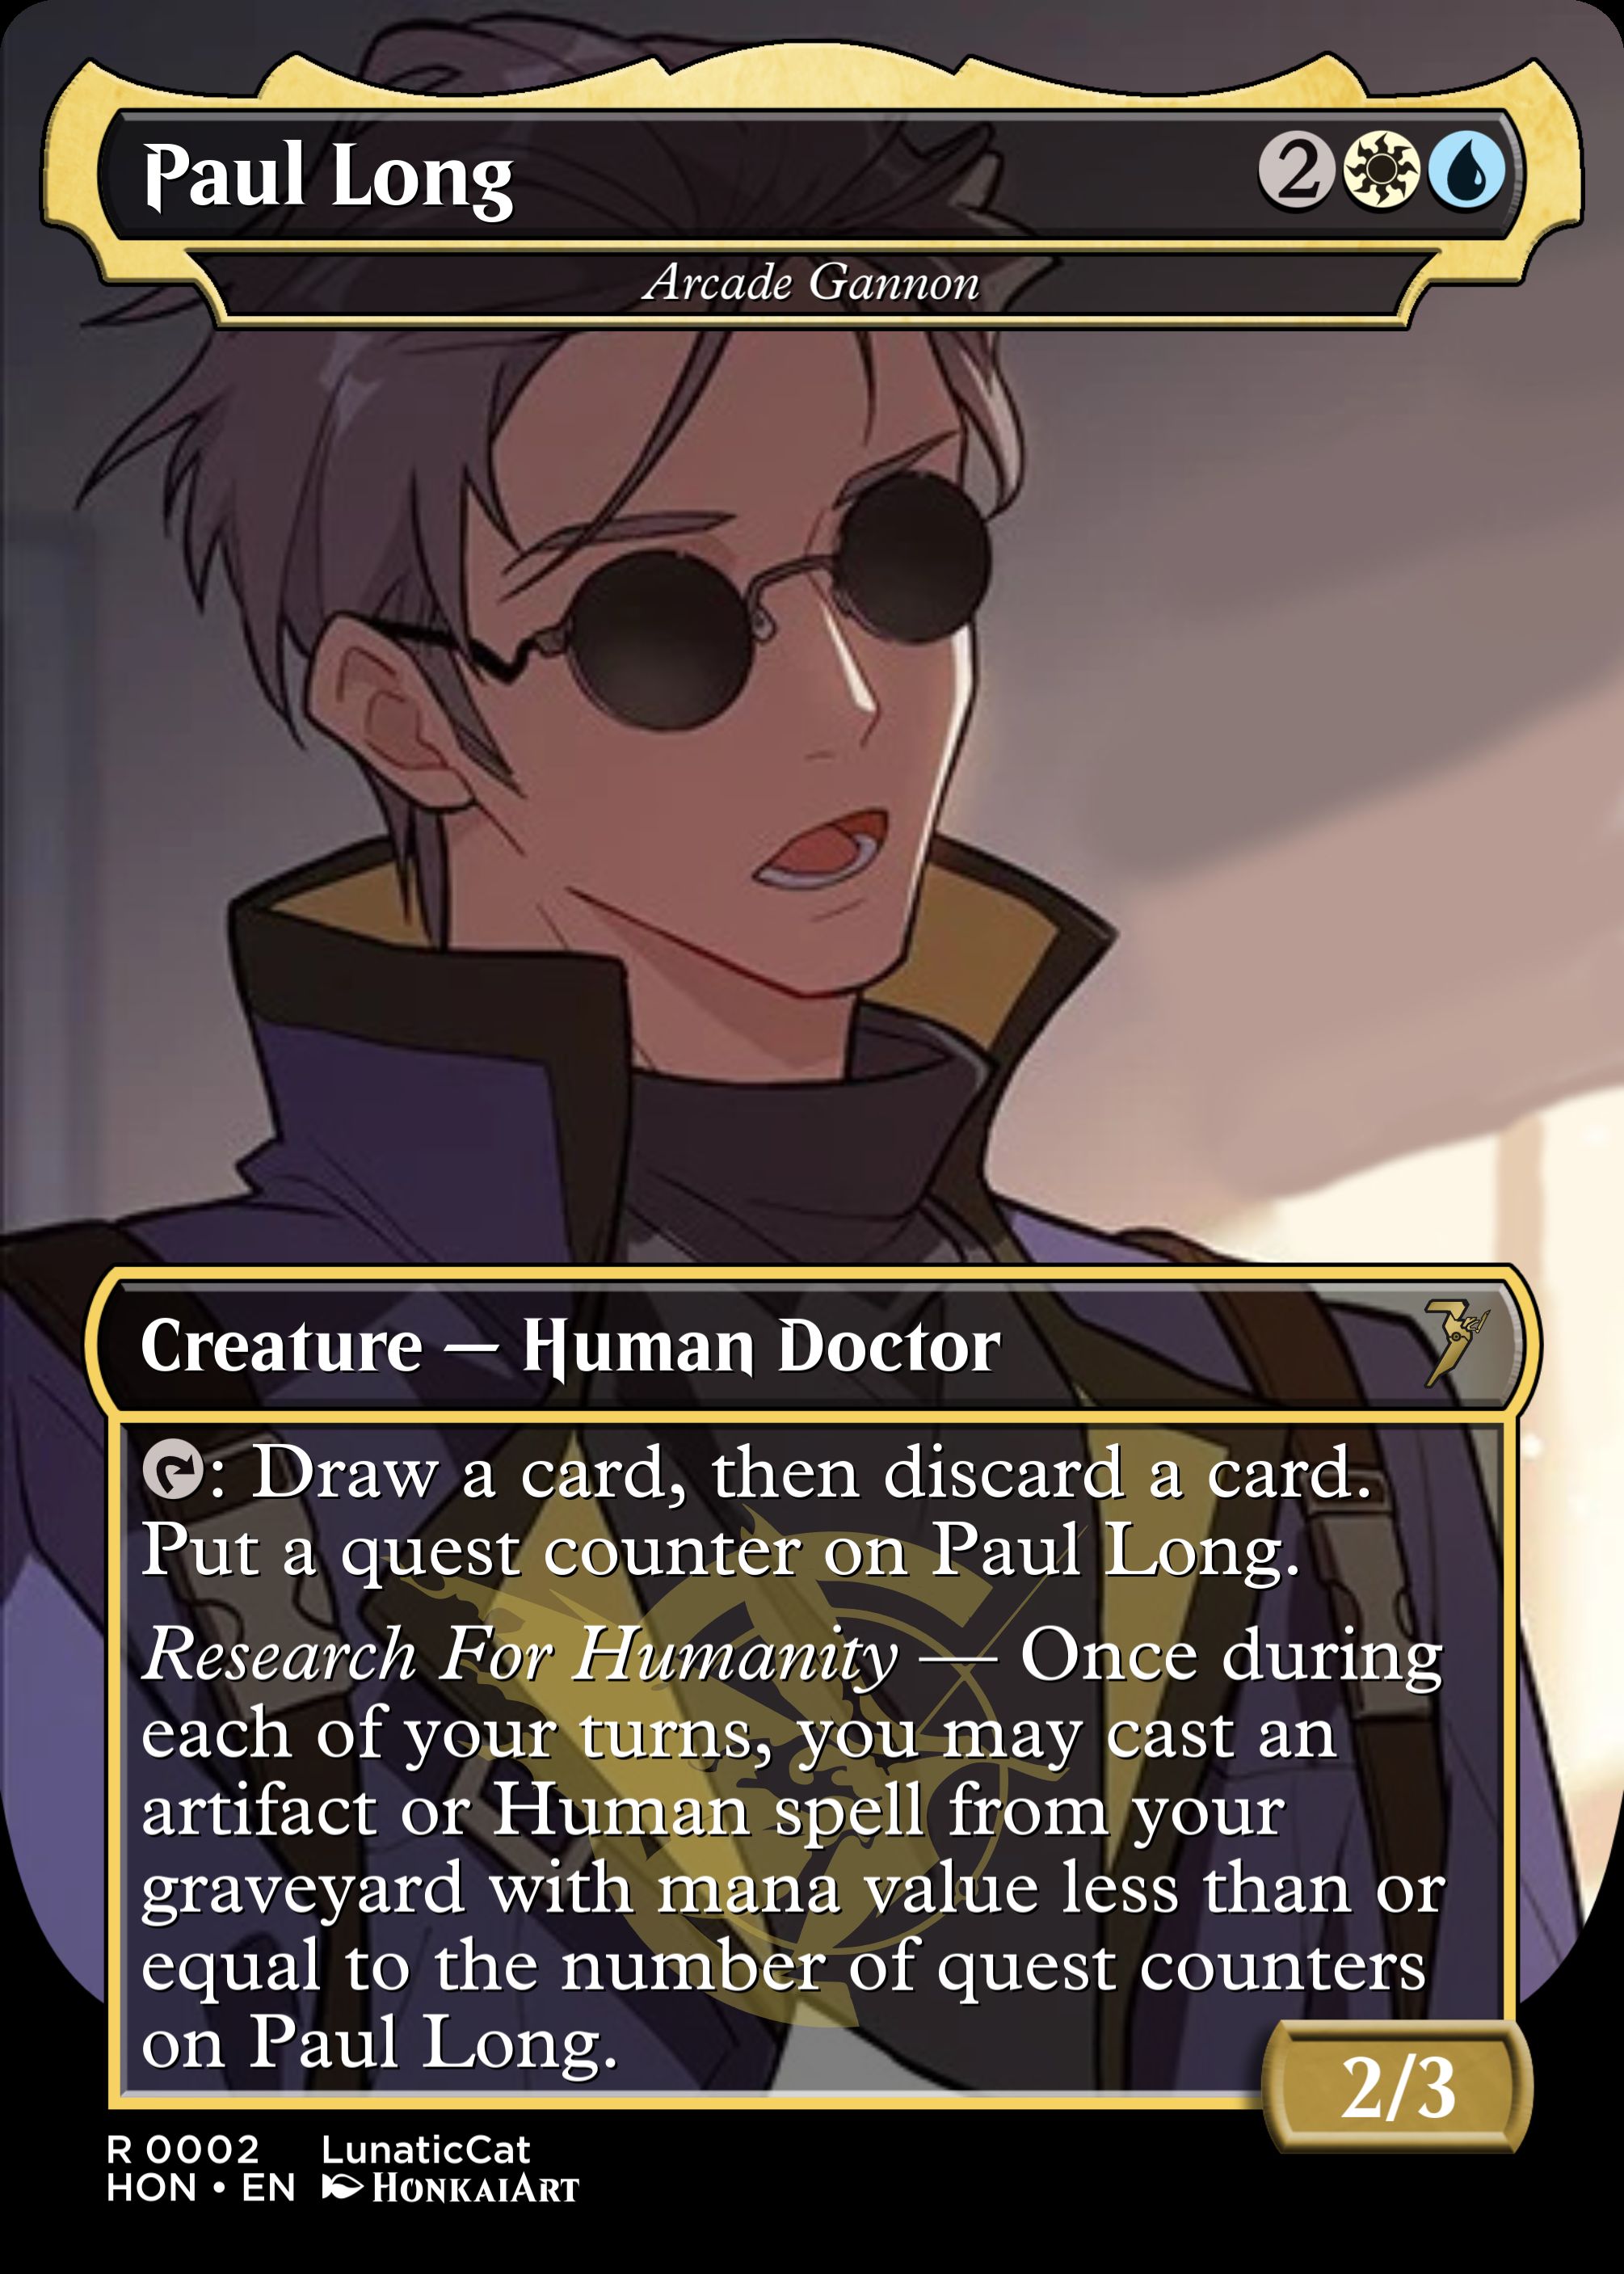 Paul Long 2
Arcade Gannon
Creature — Human Doctor
: Draw a card, then discard a card.
Put a quest counter on Paul Long.
Research For Humanity — Once during
each of your turns, you may cast an
artifact or Human spell from your
graveyard with mana value less than or
equal to the number of quest counters
on Paul Long.
2/3
R 0002 LunaticCat
HON • EN HonkaiArt